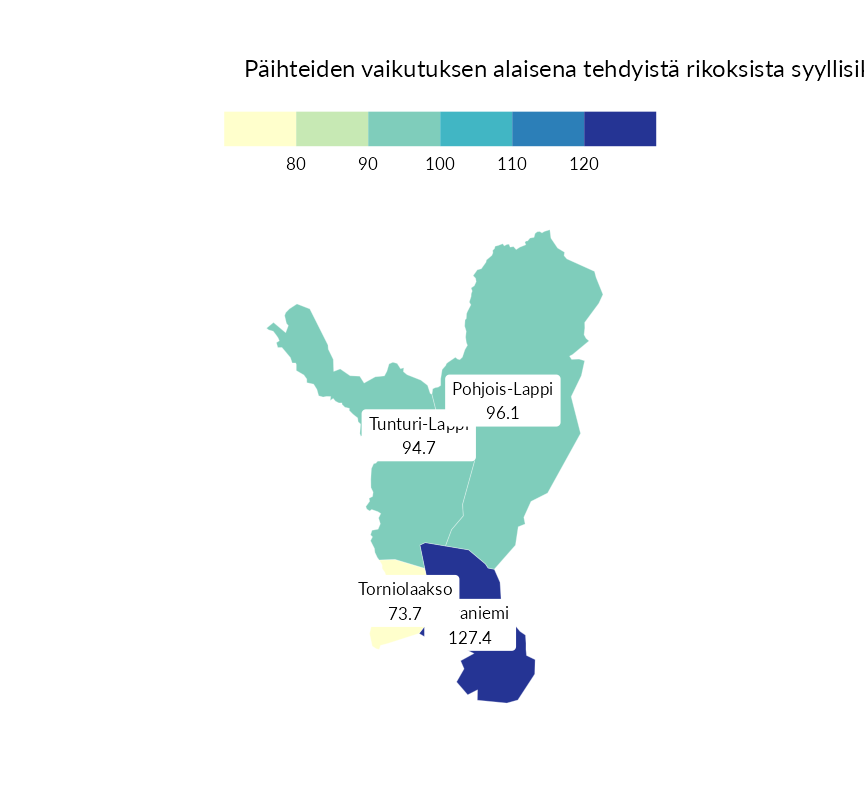 Päihteiden vaikutuksen alaisena tehdyistä rikoksista
80 90 100 110 120
Pohjois-Lappi
96.1
Tunturi-Lappi
94.7
Torniolaakso
73.7
aniemi
127.4